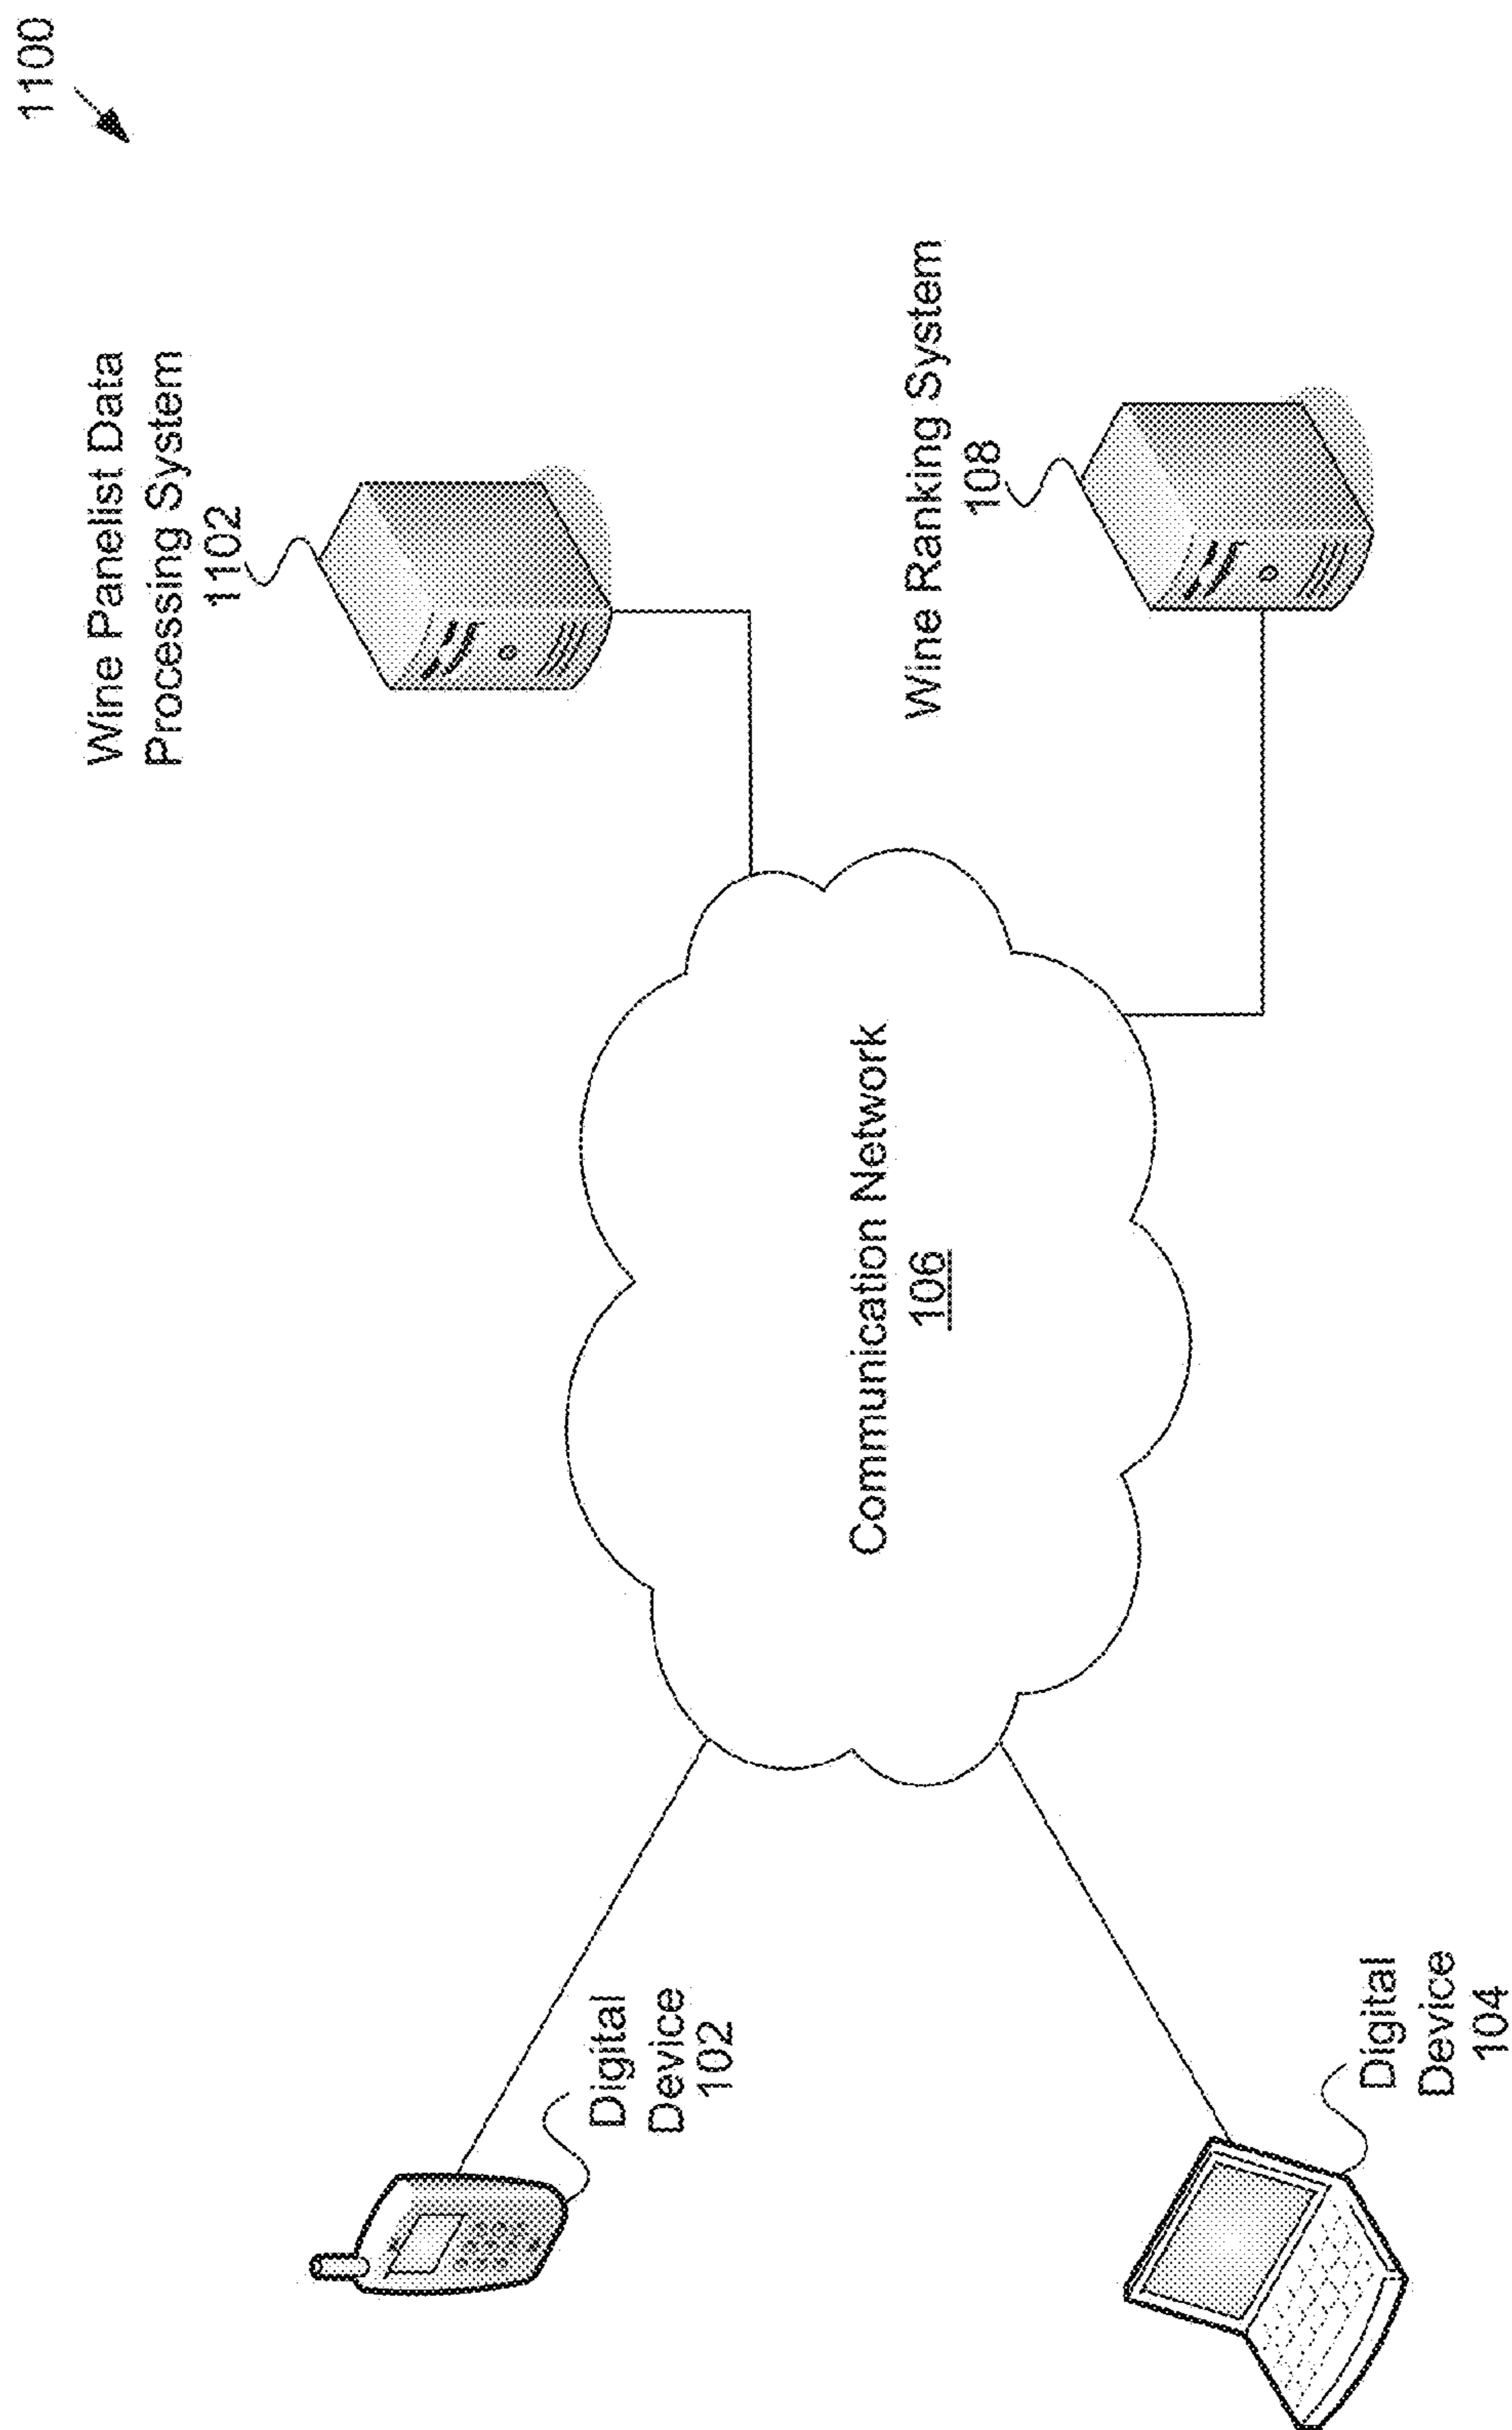 1100
Wine Panelist Data
Processing System
1102
Wine Ranking System
108
Communication Network
106
Digital
Device
102
Digital
Device
104